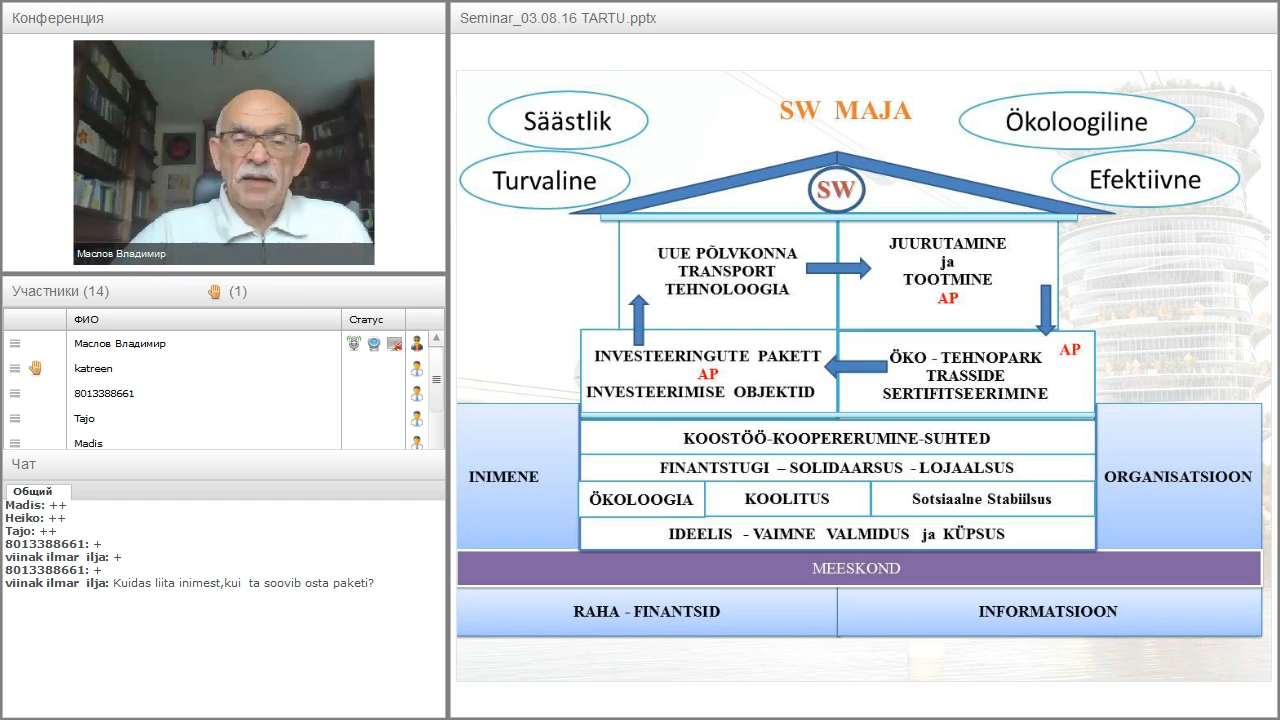 Конференция
Маслов Владимир
Участники (14)
(1)
ФИО
Статус
Маслов Владимир
katreen
8013388661
Tajo
Madis
Чат
Общий
Madis: ++
Heiko: ++
Tajo: ++
8013388661: +
viinak ilmar ilja: +
8013388661: +
viinak ilmar ilja: Kuidas liita inimest,kui ta soovib osta paketi?
Seminar_03.08.16 TARTU.pptx
SW MAJA
Säästlik
Turvaline
Ökoloogiline
Efektiivne
SW
UUE PÕLVKONNA
TRANSPORT
TEHNOLOOGIA
JUURUTAMINE
ja
TOOTMINE
AP
INVESTEERINGUTE PAKETT
AP
INVESTEERIMISE OBJEKTID
AP
ÖKO - TEHNOPARK
TRASSIDE
SERTIFITSEERIMINE
INIMENE
KOOSTÖÖ-KOOPERERUMINE-SUHTED
FINANTSTUGI – SOLIDAARSUS - LOJAALSUS
ÖKOLOOGIA
KOOLITUS
Sotsiaalne Stabiilsus
IDEELIS - VAIMNE VALMIDUS ja KÜPSUS
ORGANISATSIOON
MEESKOND
RAHA - FINANTSID
INFORMATSIOON